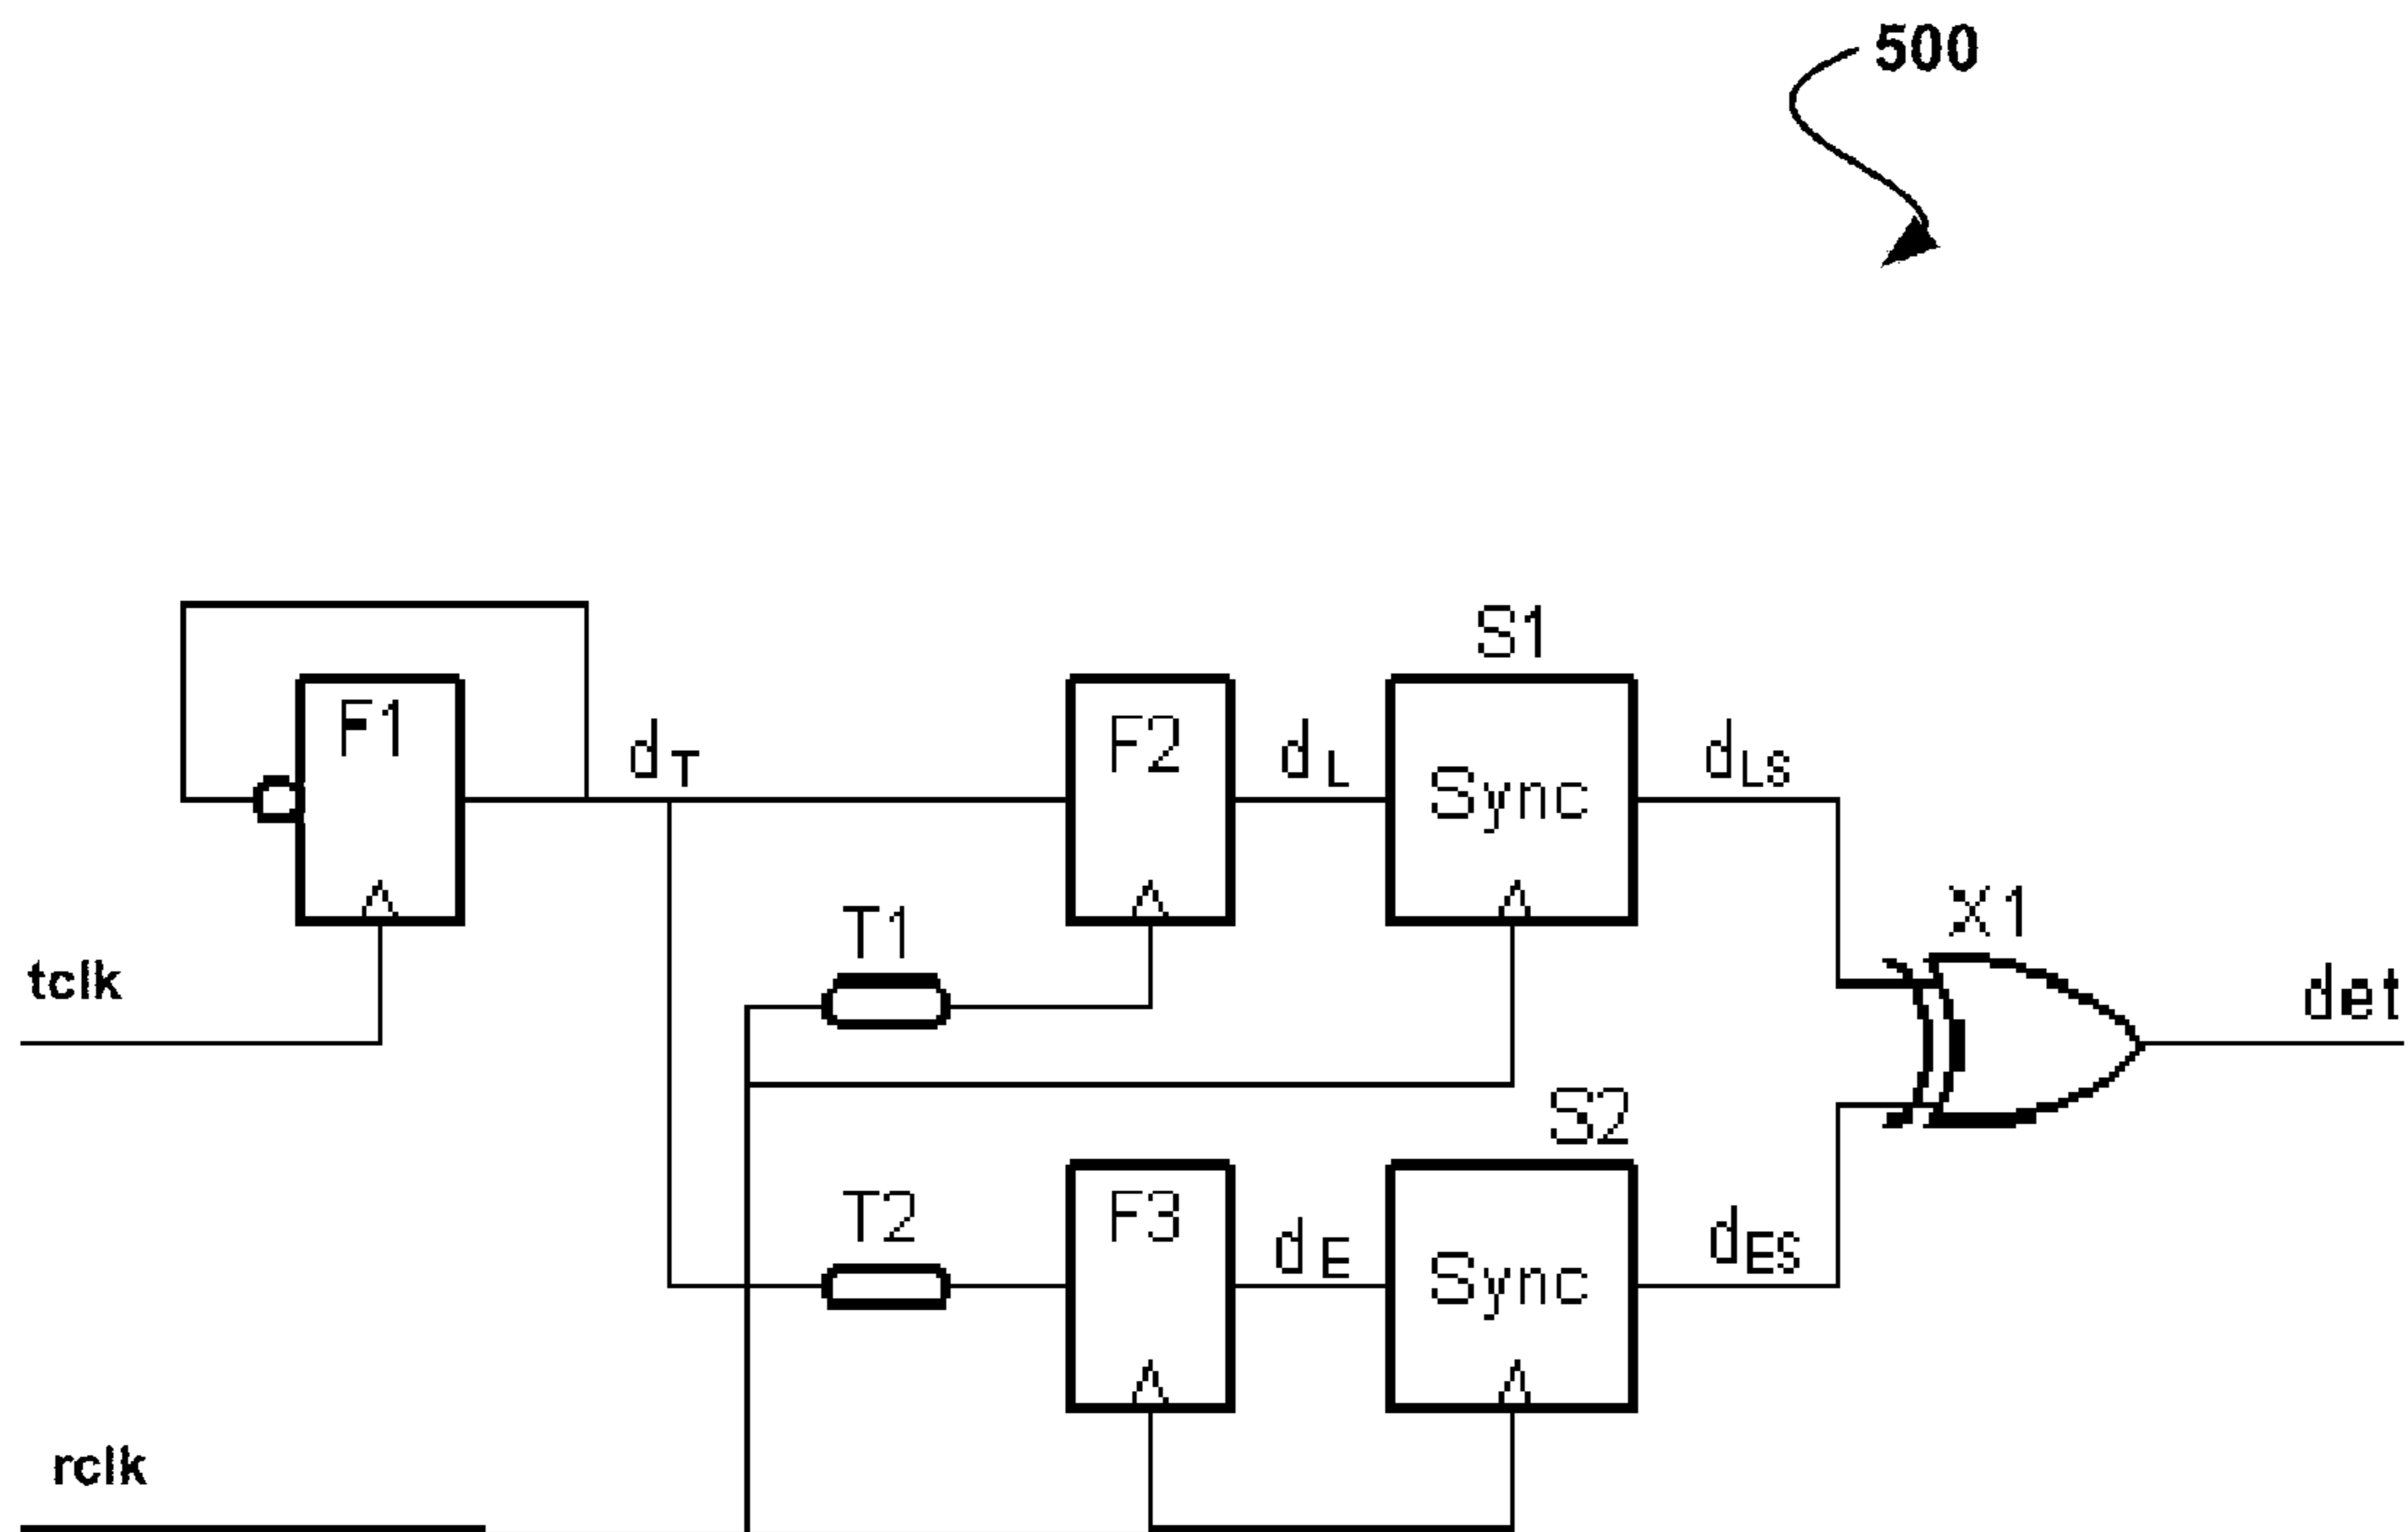 500
S1
F1
dT
F2
dL
Sync
dLS
T1
X1
tclk
det
S2
T2
F3
dE
Sync
dES
rclk